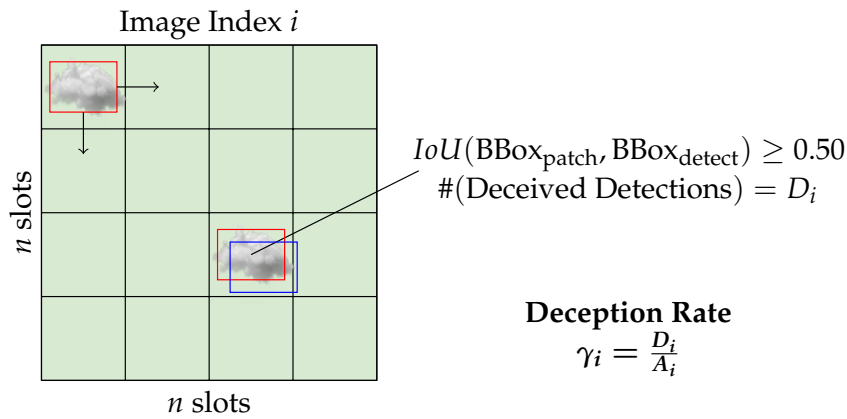 Image Index i
n slots
IoU(BBox_patch, BBox_detect) ≥ 0.50
#(Deceived Detections) = D_i
Deception Rate
γ_i = D_i/A_i
n slots